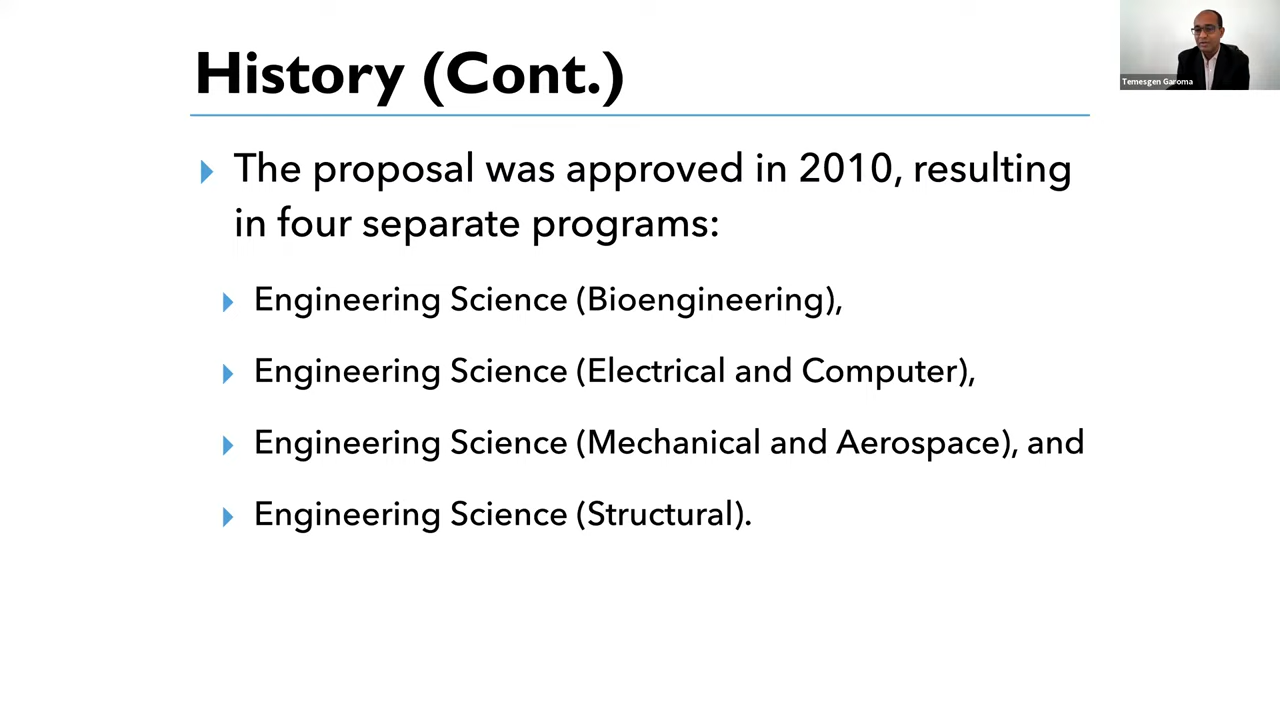 History (Cont.)
Temesgen Garoma
The proposal was approved in 2010, resulting
in four separate programs:
Engineering Science (Bioengineering),
Engineering Science (Electrical and Computer),
Engineering Science (Mechanical and Aerospace), and
Engineering Science (Structural).